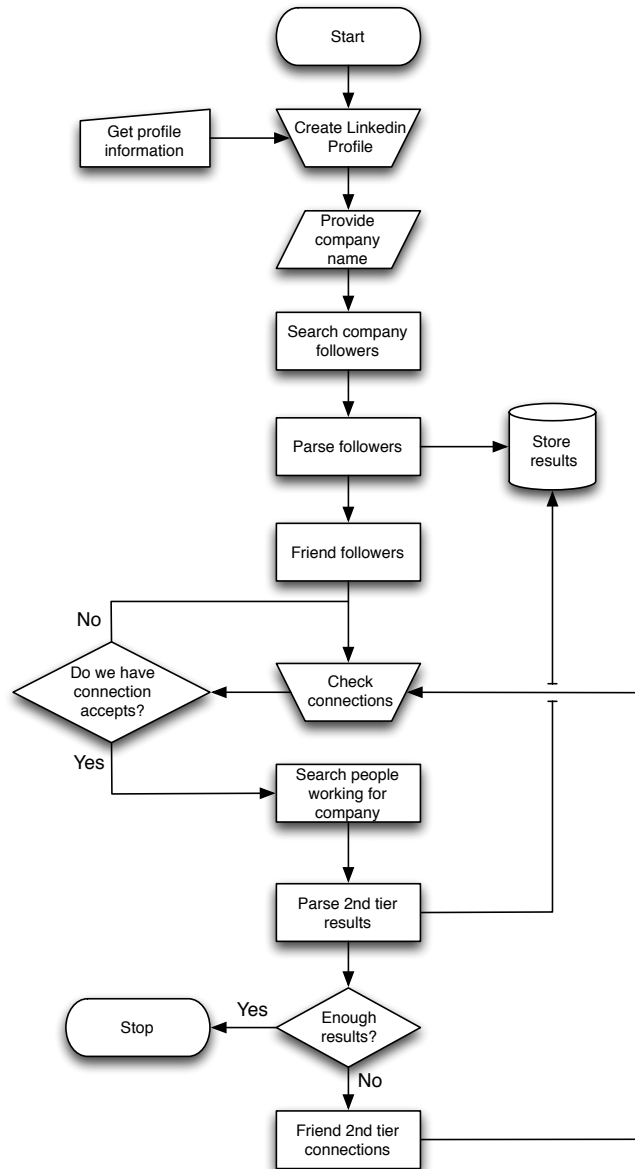 Start
Get profile
information
Create Linkedin
Profile
Provide
company
name
Search company
followers
Parse followers
Store
results
Friend followers
No
Do we have
connection
accepts?
Check
connections
Yes
Search people
working for
company
Parse 2nd tier
results
Stop
Yes
Enough
results?
No
Friend 2nd tier
connections